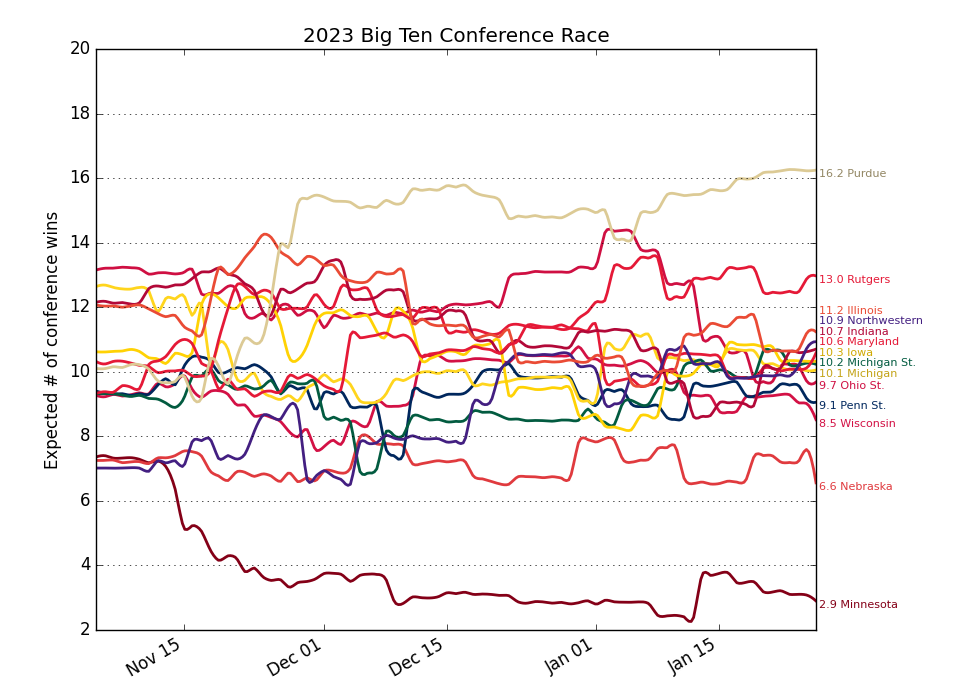 2023 Big Ten Conference Race
Expected # of conference wins
20
18
16
14
12
10
8
6
4
2
Nov 15
Dec 01
Dec 15
Jan 01
Jan 15
16.2 Purdue
13.0 Rutgers
11.2 Illinois
10.9 Northwestern
10.7 Indiana
10.6 Maryland
10.3 Iowa
10.2 Michigan St.
10.1 Michigan
9.7 Ohio St.
9.1 Penn St.
8.5 Wisconsin
6.6 Nebraska
2.9 Minnesota